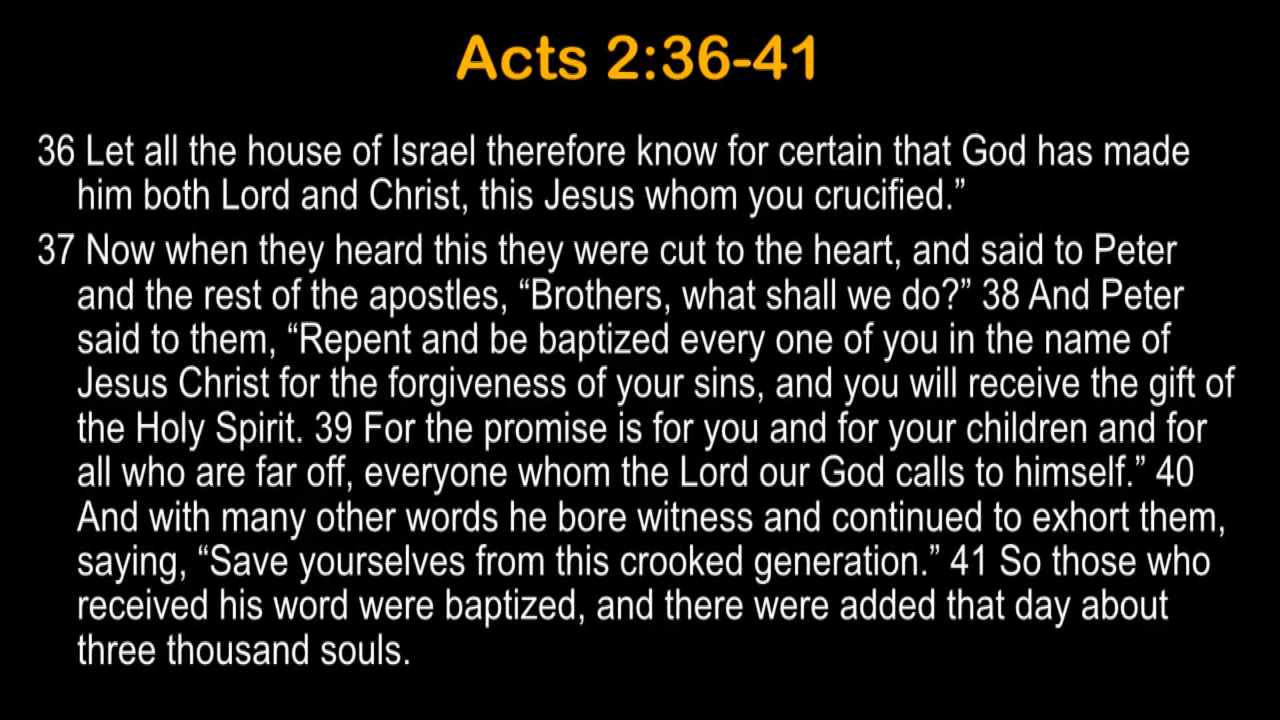 Acts 2:36-41
36 Let all the house of Israel therefore know for certain that God has made
him both Lord and Christ, this Jesus whom you crucified.”
37 Now when they heard this they were cut to the heart, and said to Peter
and the rest of the apostles, “Brothers, what shall we do?” 38 And Peter
said to them, “Repent and be baptized every one of you in the name of
Jesus Christ for the forgiveness of your sins, and you will receive the gift of
the Holy Spirit. 39 For the promise is for you and for your children and for
all who are far off, everyone whom the Lord our God calls to himself.” 40
And with many other words he bore witness and continued to exhort them,
saying, “Save yourselves from this crooked generation.” 41 So those who
received his word were baptized, and there were added that day about
three thousand souls.